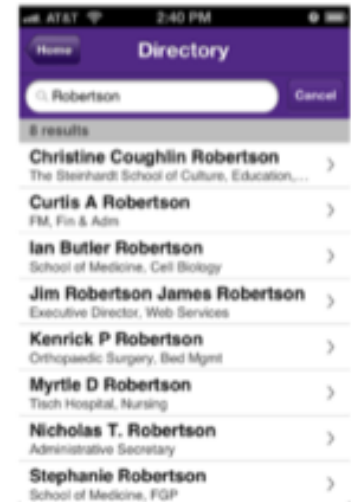 AT&T 2:40 PM
Home Directory
Robertson Cancel
8 results
Christine Coughlin Robertson
The Steinhardt School of Culture, Education,...
Curtis A Robertson
FM, Fin & Adm
Ian Butler Robertson
School of Medicine, Cell Biology
Jim Robertson James Robertson
Executive Director, Web Services
Kenrick P Robertson
Orthopaedic Surgery, Bed Mgmt
Myrtle D Robertson
Tisch Hospital, Nursing
Nicholas T. Robertson
Administrative Secretary
Stephanie Robertson
School of Medicine, FGP